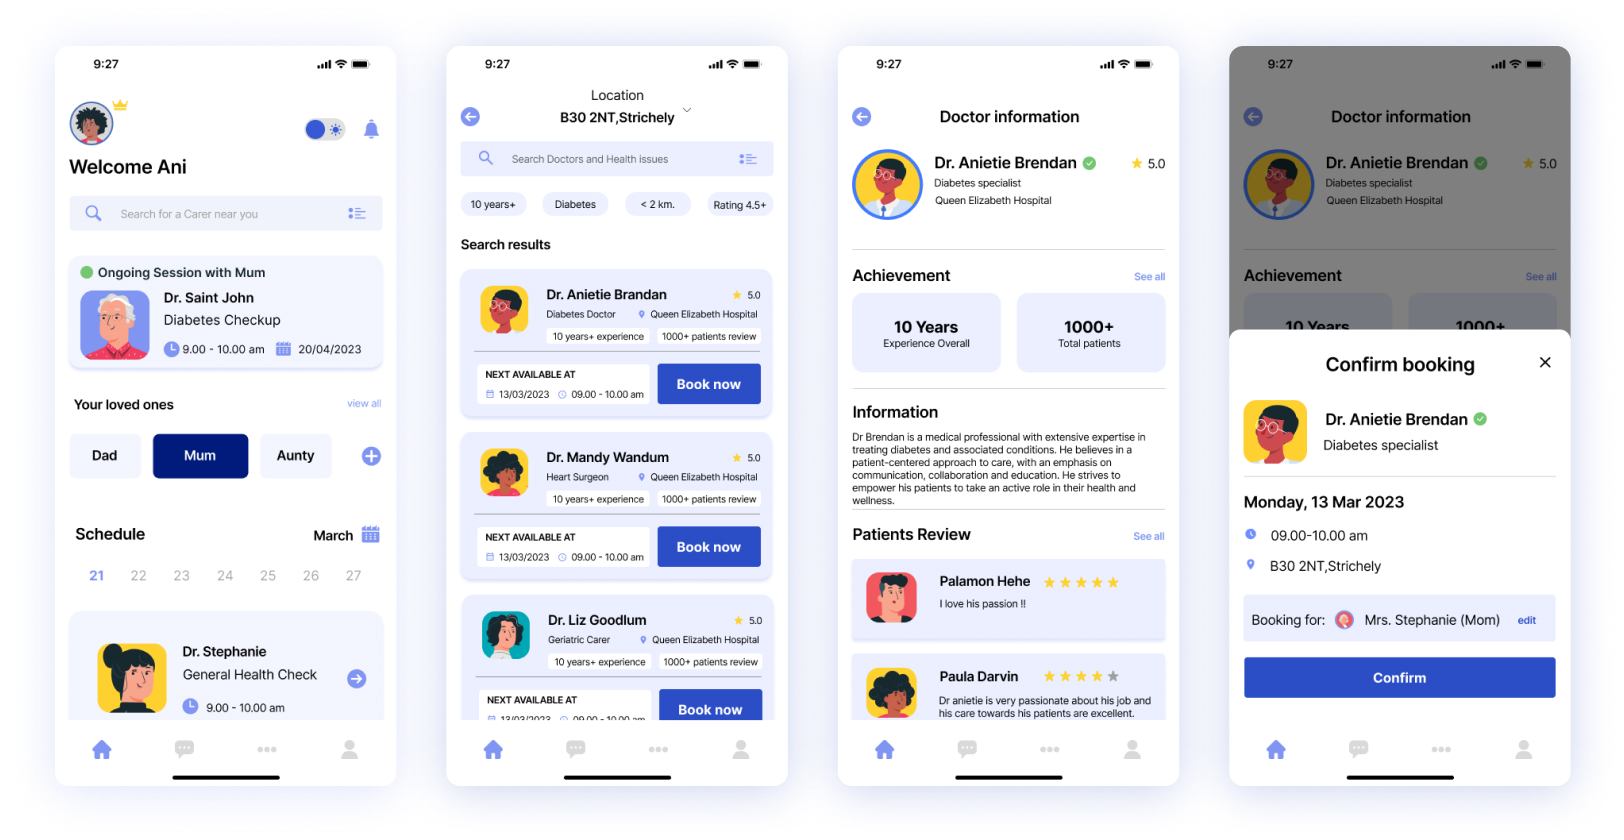 9:27
Welcome Ani
Search for a Carer near you
Ongoing Session with Mum
Dr. Saint John
Diabetes Checkup
9.00 - 10.00 am 20/04/2023
Your loved ones view all
Dad Mum Aunty
Schedule March
21 22 23 24 25 26 27
Dr. Stephanie
General Health Check
9.00 - 10.00 am
9:27
Location
B30 2NT,Strichely
Search Doctors and Health issues
10 years+ Diabetes < 2 km. Rating 4.5+
Search results
Dr. Anietie Brandan 5.0
Diabetes Doctor Queen Elizabeth Hospital
10 years+ experience 1000+ patients review
NEXT AVAILABLE AT
13/03/2023 09.00 - 10.00 am
Book now
Dr. Mandy Wandum 5.0
Heart Surgeon Queen Elizabeth Hospital
10 years+ experience 1000+ patients review
NEXT AVAILABLE AT
13/03/2023 09.00 - 10.00 am
Book now
Dr. Liz Goodlum 5.0
Geriatric Carer Queen Elizabeth Hospital
10 years+ experience 1000+ patients review
NEXT AVAILABLE AT
13/03/2023 09.00 - 10.00 am
Book now
9:27
Doctor information
Dr. Anietie Brendan 5.0
Diabetes specialist
Queen Elizabeth Hospital
Achievement See all
10 Years 1000+
Experience Overall Total patients
Information
Dr Brendan is a medical professional with extensive expertise in
treating diabetes and associated conditions. He believes in a
patient-centered approach to care, with an emphasis on
communication, collaboration and education. He strives to
empower his patients to take an active role in their health and
wellness.
Patients Review See all
Palamon Hehe
I love his passion !!
Paula Darvin
Dr anietie is very passionate about his job and
his care towards his patients are excellent.
9:27
Doctor information
Dr. Anietie Brendan 5.0
Diabetes specialist
Queen Elizabeth Hospital
Achievement See all
10 Years 1000+
Confirm booking
Dr. Anietie Brendan
Diabetes specialist
Monday, 13 Mar 2023
09.00-10.00 am
B30 2NT,Strichely
Booking for: Mrs. Stephanie (Mom) edit
Confirm